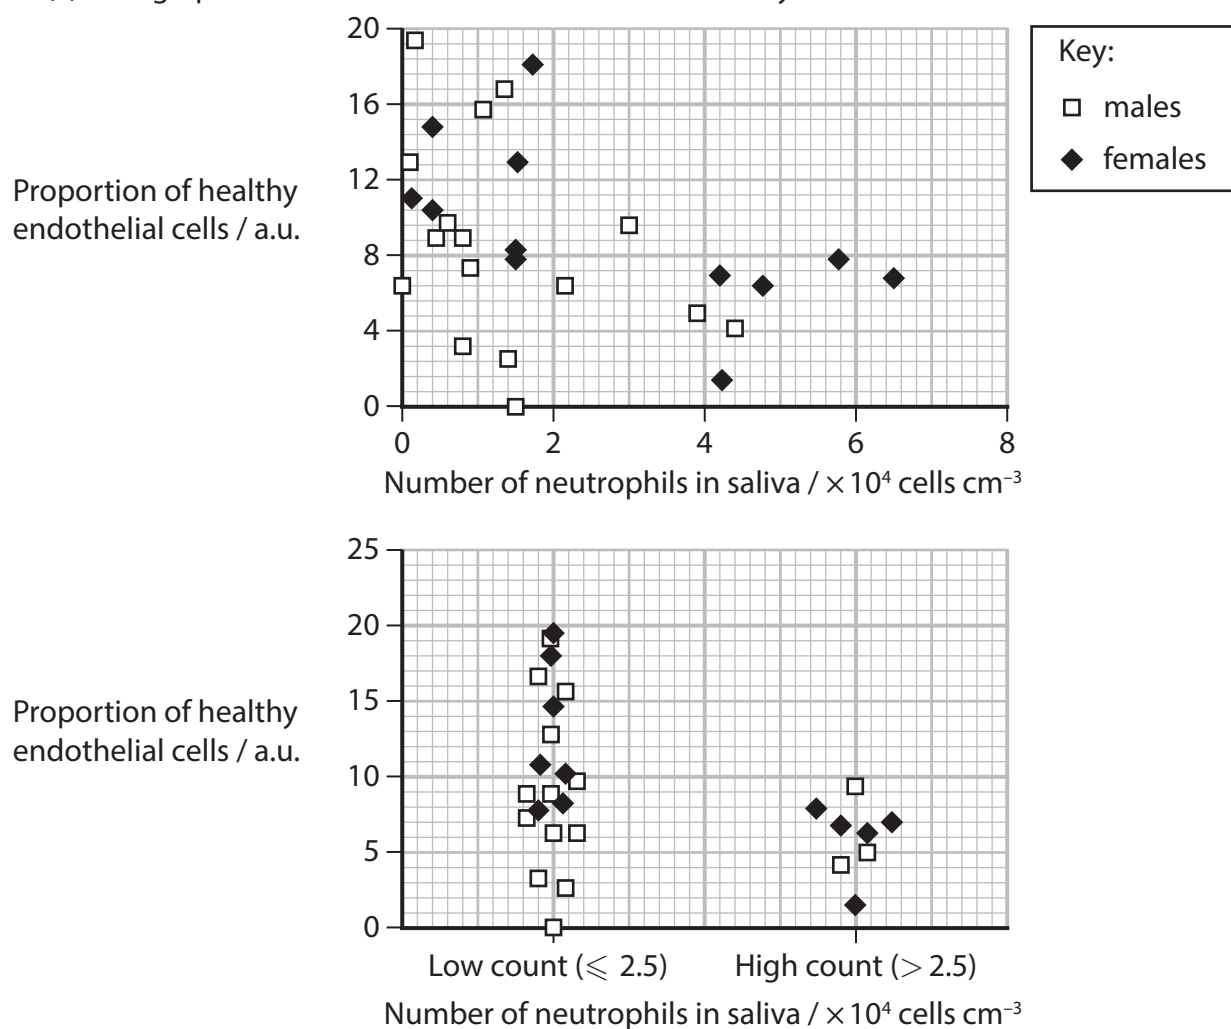 20
16
12
8
4
0
Proportion of healthy
endothelial cells / a.u.
0 2 4 6 8
Number of neutrophils in saliva / × 10⁴ cells cm⁻³
Key:
males
females
25
20
15
10
5
0
Proportion of healthy
endothelial cells / a.u.
Low count (⩽ 2.5) High count (> 2.5)
Number of neutrophils in saliva / × 10⁴ cells cm⁻³